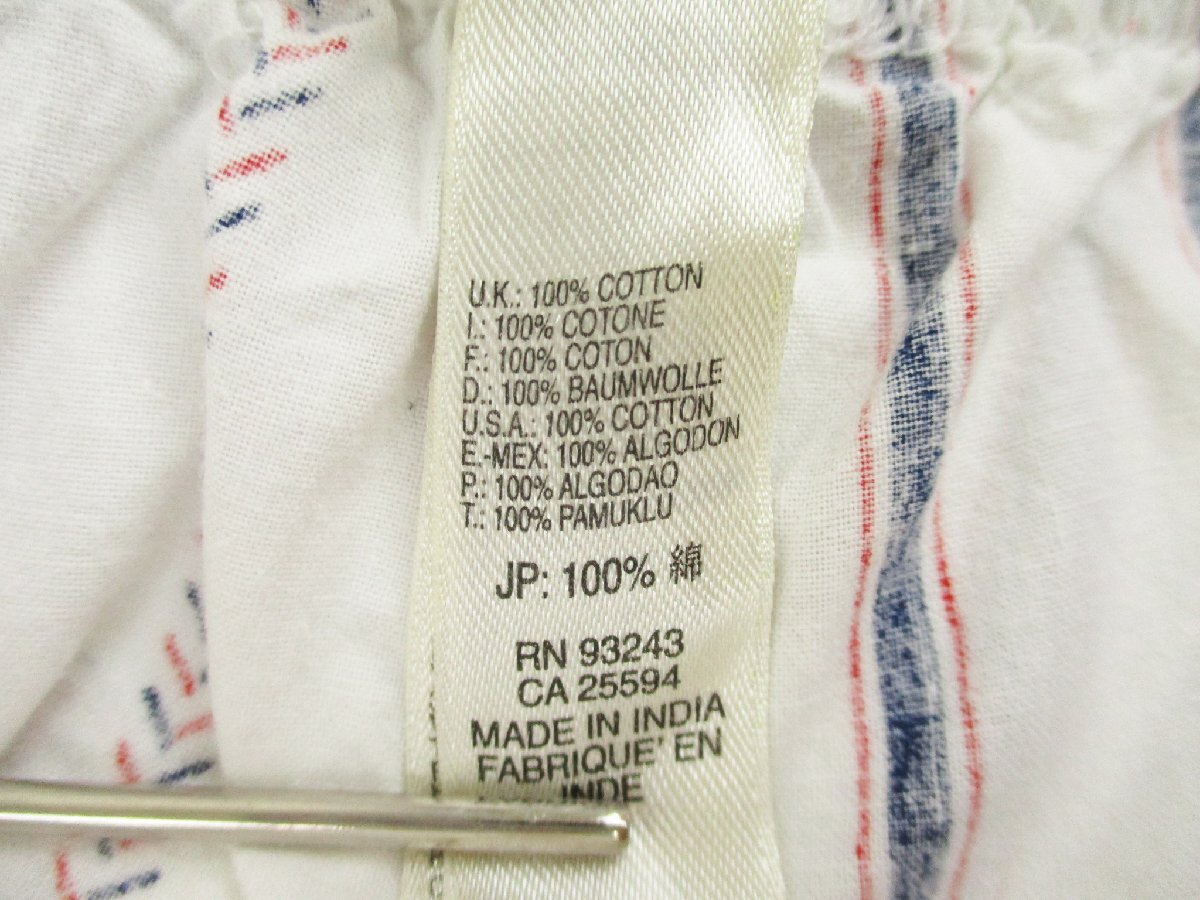 U.K.: 100% COTTON
I.: 100% COTONE
F.: 100% COTON
D.: 100% BAUMWOLLE
U.S.A.: 100% COTTON
E.-MEX: 100% ALGODON
P.: 100% ALGODAO
T.: 100% PAMUKLU
JP: 100% 綿
RN 93243
CA 25594
MADE IN INDIA
FABRIQUE' EN
INDE